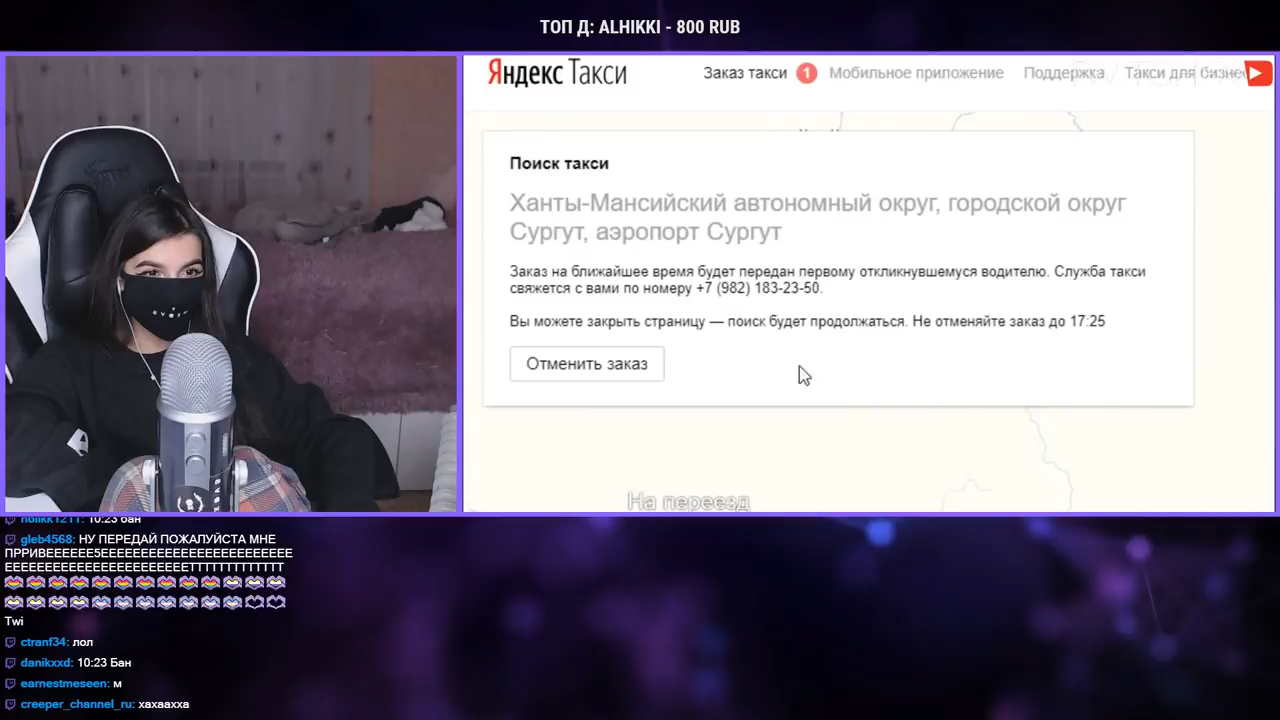 ТОП Д: ALHIKKI - 800 RUB
Яндекс Такси
Заказ такси 1 Мобильное приложение Поддержка Такси для бизнес
Поиск такси
Ханты-Мансийский автономный округ, городской округ
Сургут, аэропорт Сургут
Заказ на ближайшее время будет передан первому откликнувшемуся водителю. Служба такси
свяжется с вами по номеру +7 (982) 183-23-50.
Вы можете закрыть страницу — поиск будет продолжаться. Не отменяйте заказ до 17:25
Отменить заказ
На переезд
10:23 бан
gleb4568: НУ ПЕРЕДАЙ ПОЖАЛУЙСТА МНЕ
ПРРИВЕЕЕЕЕЕ5ЕЕЕЕЕЕЕЕЕЕЕЕЕЕЕЕЕЕЕЕЕЕЕ
ЕЕЕЕЕЕЕЕЕЕЕЕЕЕЕЕЕЕЕЕЕЕЕТТТТТТТТТТТТТ
Twi
ctranf34: лол
danikxxd: 10:23 Бан
earnestmeseen: м
creeper_channel_ru: хахаахха